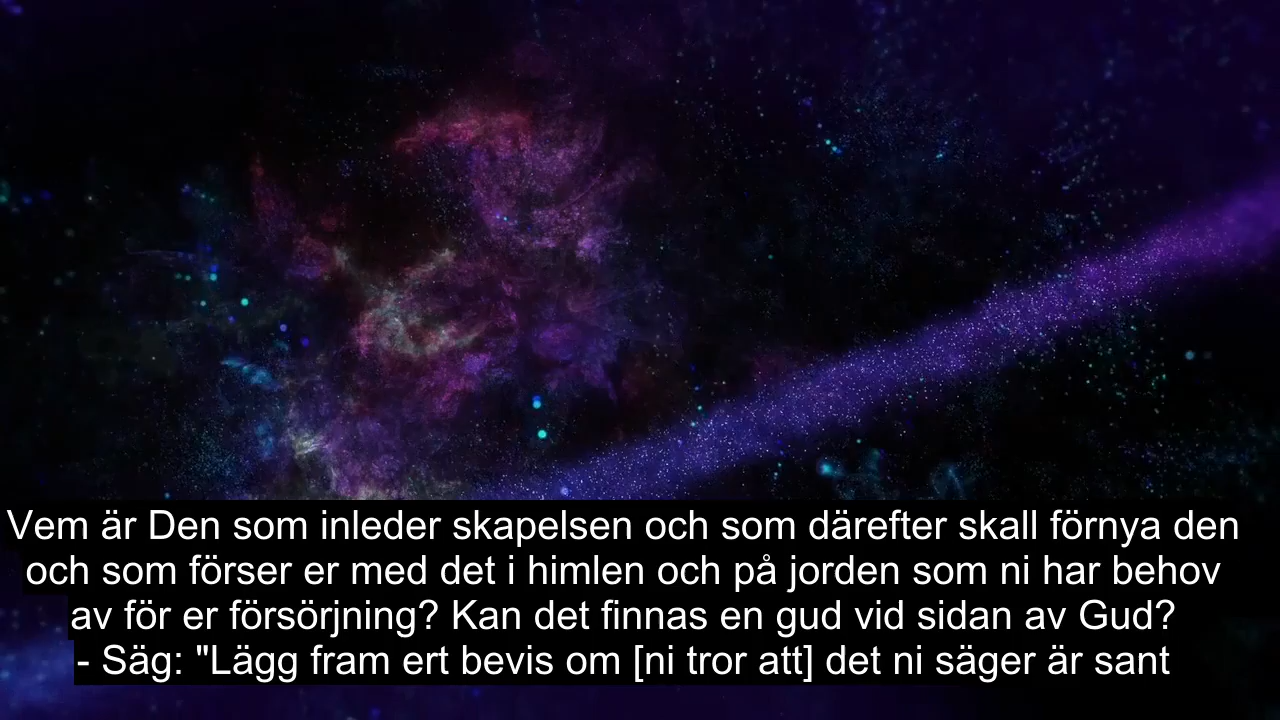 Vem är Den som inleder skapelsen och som därefter skall förnya den
och som förser er med det i himlen och på jorden som ni har behov
av för er försörjning? Kan det finnas en gud vid sidan av Gud?
- Säg: "Lägg fram ert bevis om [ni tror att] det ni säger är sant